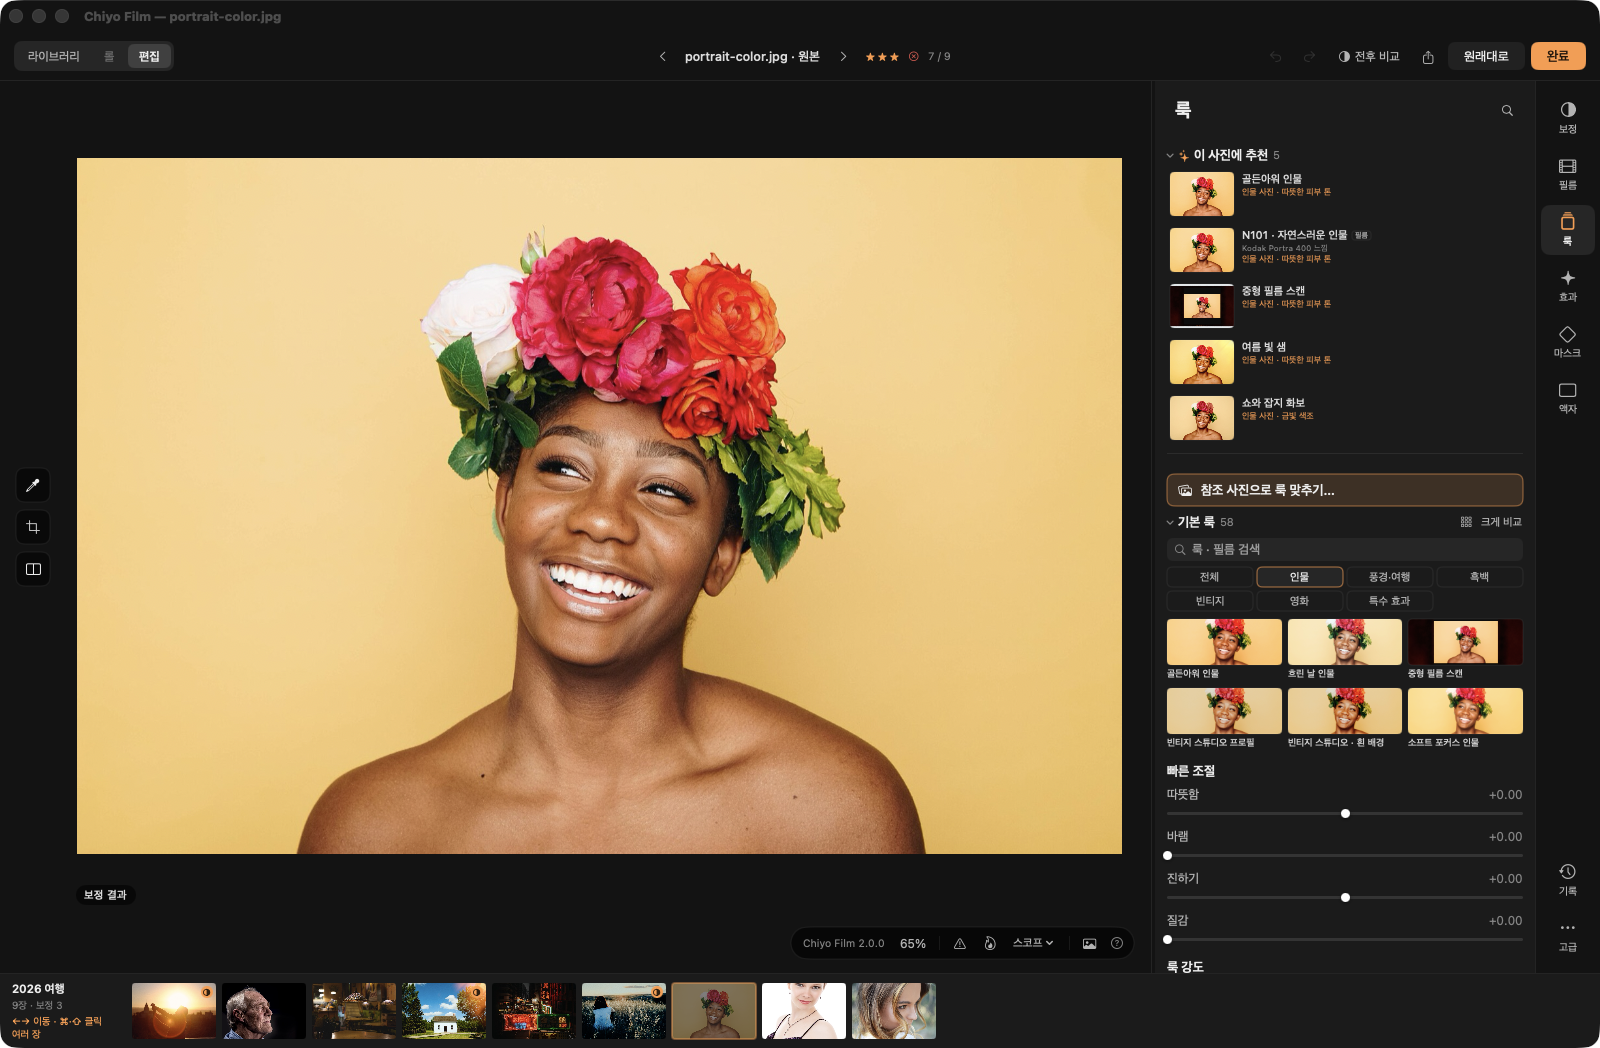 Chiyo Film — portrait-color.jpg
라이브러리
롤
편집
portrait-color.jpg · 원본
7 / 9
전후 비교
원래대로
완료
룩
이 사진에 추천 5
골든아워 인물
인물 사진 · 따뜻한 피부 톤
N101 · 자연스러운 인물 필름
Kodak Portra 400 느낌
인물 사진 · 따뜻한 피부 톤
중형 필름 스캔
인물 사진 · 따뜻한 피부 톤
여름 빛 샘
인물 사진 · 따뜻한 피부 톤
쇼와 잡지 화보
인물 사진 · 금빛 색조
참조 사진으로 룩 맞추기...
기본 룩 58
크게 비교
룩 · 필름 검색
전체
인물
풍경·여행
흑백
빈티지
영화
특수 효과
골든아워 인물
흐린 날 인물
중형 필름 스캔
빈티지 스튜디오 프로필
빈티지 스튜디오 · 흰 배경
소프트 포커스 인물
빠른 조절
따뜻함 +0.00
바램 +0.00
진하기 +0.00
질감 +0.00
룩 강도
보정
필름
룩
효과
마스크
액자
기록
고급
보정 결과
Chiyo Film 2.0.0
65%
스코프
2026 여행
9장 · 보정 3
←→ 이동 · ⌘·⇧ 클릭
여러 장